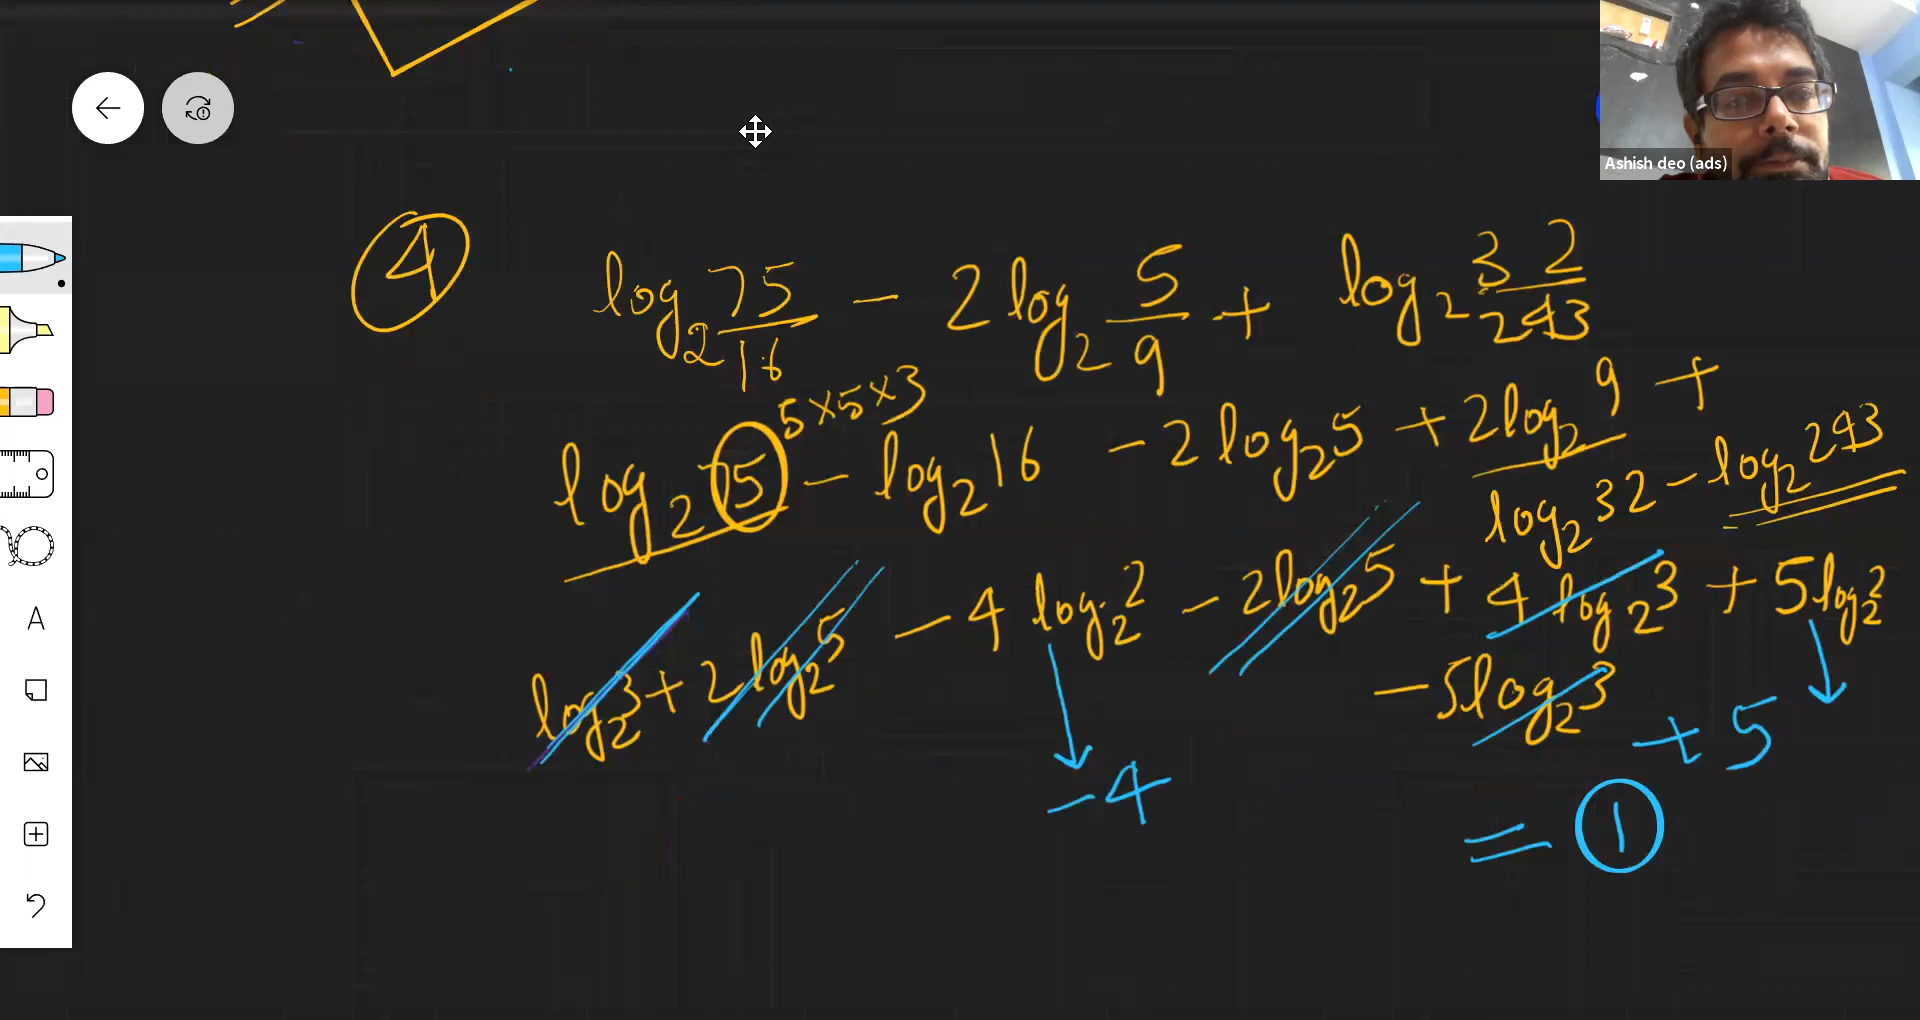 Ashish deo (ads)
④ log₂ 75/16 − 2 log₂ 5/9 + log₂ 32/243
5×5×3
log₂ 75 − log₂ 16 − 2 log₂ 5 + 2 log₂ 9 +
log₂ 32 − log₂ 243
log₂ 3 + 2 log₂ 5 − 4 log₂ 2 − 2 log₂ 5 + 4 log₂ 3 + 5 log₂ 2
− 5 log₂ 3
− 4
+ 5
= ①
A